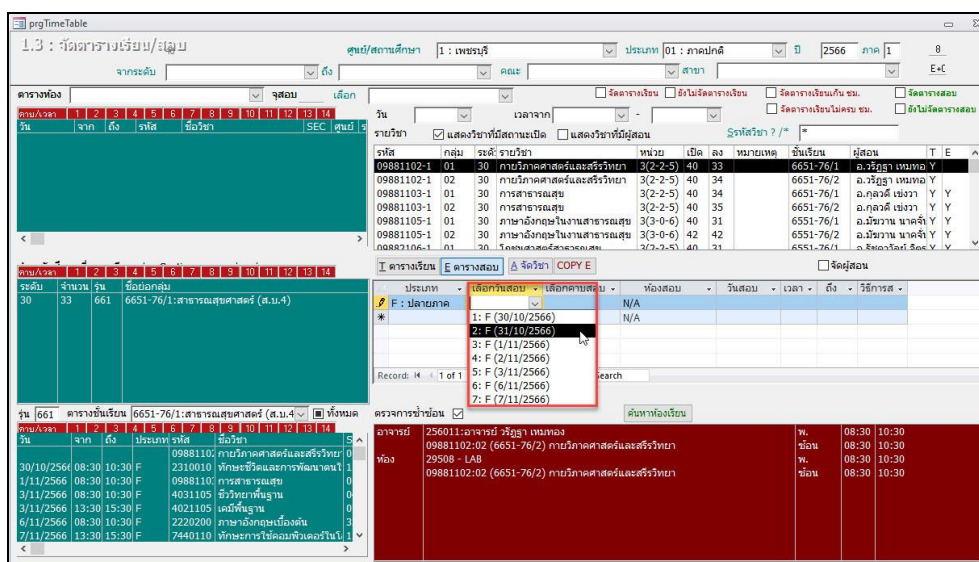 prgTimeTable
1.3 : จัดตารางเรียน/สอบ
ศูนย์/สถานศึกษา 1 : เพชรบุรี ประเภท 01 : ภาคปกติ ปี 2566 ภาค 1 8
จากระดับ ถึง คณะ สาขา E+C
ตารางห้อง จุสอบ เลือก จัดตารางเรียน ยังไม่จัดตารางเรียน จัดตารางเรียนเกิน ชม. จัดตารางสอบ
วัน เวลาจาก - จัดตารางเรียนไม่ครบ ชม. ยังไม่จัดตารางสอบ
คาบ/เวลา 1 2 3 4 5 6 7 8 9 10 11 12 13 14
วัน จาก ถึง รหัส ชื่อวิชา SEC ศูนย์
รายวิชา แสดงวิชาที่มีสถานะเปิด แสดงวิชาที่มีผู้สอน รหัสวิชา ? /* *
รหัส กลุ่ม ระดั รายวิชา หน่วย เปิด ลง หมายเหตุ ชั้นเรียน ผู้สอน T E
09881102-1 01 30 กายวิภาคศาสตร์และสรีรวิทยา 3(2-2-5) 40 33 6651-76/1 อ.วรัฏฐา เหมทอ Y
09881102-1 02 30 กายวิภาคศาสตร์และสรีรวิทยา 3(2-2-5) 40 34 6651-76/2 อ.วรัฏฐา เหมทอ Y
09881103-1 01 30 การสาธารณสุข 3(2-2-5) 40 34 6651-76/1 อ.กุลวดี เข่งวา Y Y
09881103-1 02 30 การสาธารณสุข 3(2-2-5) 40 35 6651-76/2 อ.กุลวดี เข่งวา Y Y
09881105-1 01 30 ภาษาอังกฤษในงานสาธารณสุข 3(3-0-6) 40 31 6551-76/1 อ.มัฆวาน นาคจั่น Y Y
09881105-1 02 30 ภาษาอังกฤษในงานสาธารณสุข 3(3-0-6) 42 42 6551-76/2 อ.มัฆวาน นาคจั่น Y Y
09882106-1 01 30 3(2-2-5) 40 31 6551-76/1 Y Y
คาบ/เวลา 1 2 3 4 5 6 7 8 9 10 11 12 13 14
T ตารางเรียน E ตารางสอบ A จัดวิชา COPY E จัดผู้สอน
ระดับ จำนวน รุ่น ชื่อย่อกลุ่ม
30 33 661 6651-76/1:สาธารณสุขศาสตร์ (ส.บ.4)
ประเภท เลือกวันสอบ เลือกคาบสอบ ห้องสอบ วันสอบ เวลา ถึง วิธีการส
F : ปลายภาค N/A
N/A
1: F (30/10/2566)
2: F (31/10/2566)
3: F (1/11/2566)
4: F (2/11/2566)
5: F (3/11/2566)
6: F (6/11/2566)
7: F (7/11/2566)
Record: 1 of 1 Search
รุ่น 661 ตารางชั้นเรียน 6651-76/1:สาธารณสุขศาสตร์ (ส.บ.4 ทั้งหมด ตรวจการซ้ำซ้อน ค้นหาห้องเรียน
คาบ/เวลา 1 2 3 4 5 6 7 8 9 10 11 12 13 14
วัน จาก ถึง ประเภท รหัส ชื่อวิชา S
0988110 กายวิภาคศาสตร์และสรีรวิทย 0
30/10/2566 08:30 10:30 F 2310010 ทักษะชีวิตและการพัฒนาตนใ 1
1/11/2566 08:30 10:30 F 0988110 การสาธารณสุข 0
3/11/2566 08:30 10:30 F 4031105 ชีววิทยาพื้นฐาน 0
3/11/2566 13:30 15:30 F 4021105 เคมีพื้นฐาน 0
6/11/2566 08:30 10:30 F 2220200 ภาษาอังกฤษเบื้องต้น 3
7/11/2566 13:30 15:30 F 7440110 ทักษะการใช้คอมพิวเตอร์ในโ 1
อาจารย์ 256011:อาจารย์ วรัฏฐา เหมทอง พ. 08:30 10:30
09881102:02 (6651-76/2) กายวิภาคศาสตร์และสรีรวิทยา ซ้อน 08:30 10:30
ห้อง 29508 - LAB พ. 08:30 10:30
09881102:02 (6651-76/2) กายวิภาคศาสตร์และสรีรวิทยา ซ้อน 08:30 10:30